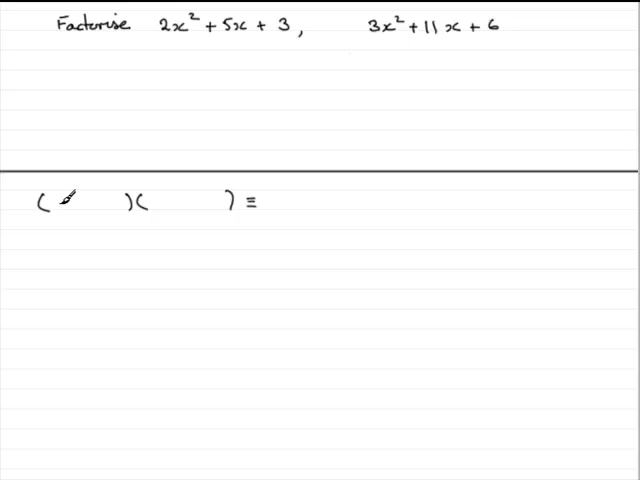 Factorise 2x² + 5x + 3, 3x² + 11x + 6
( )( ) ≡